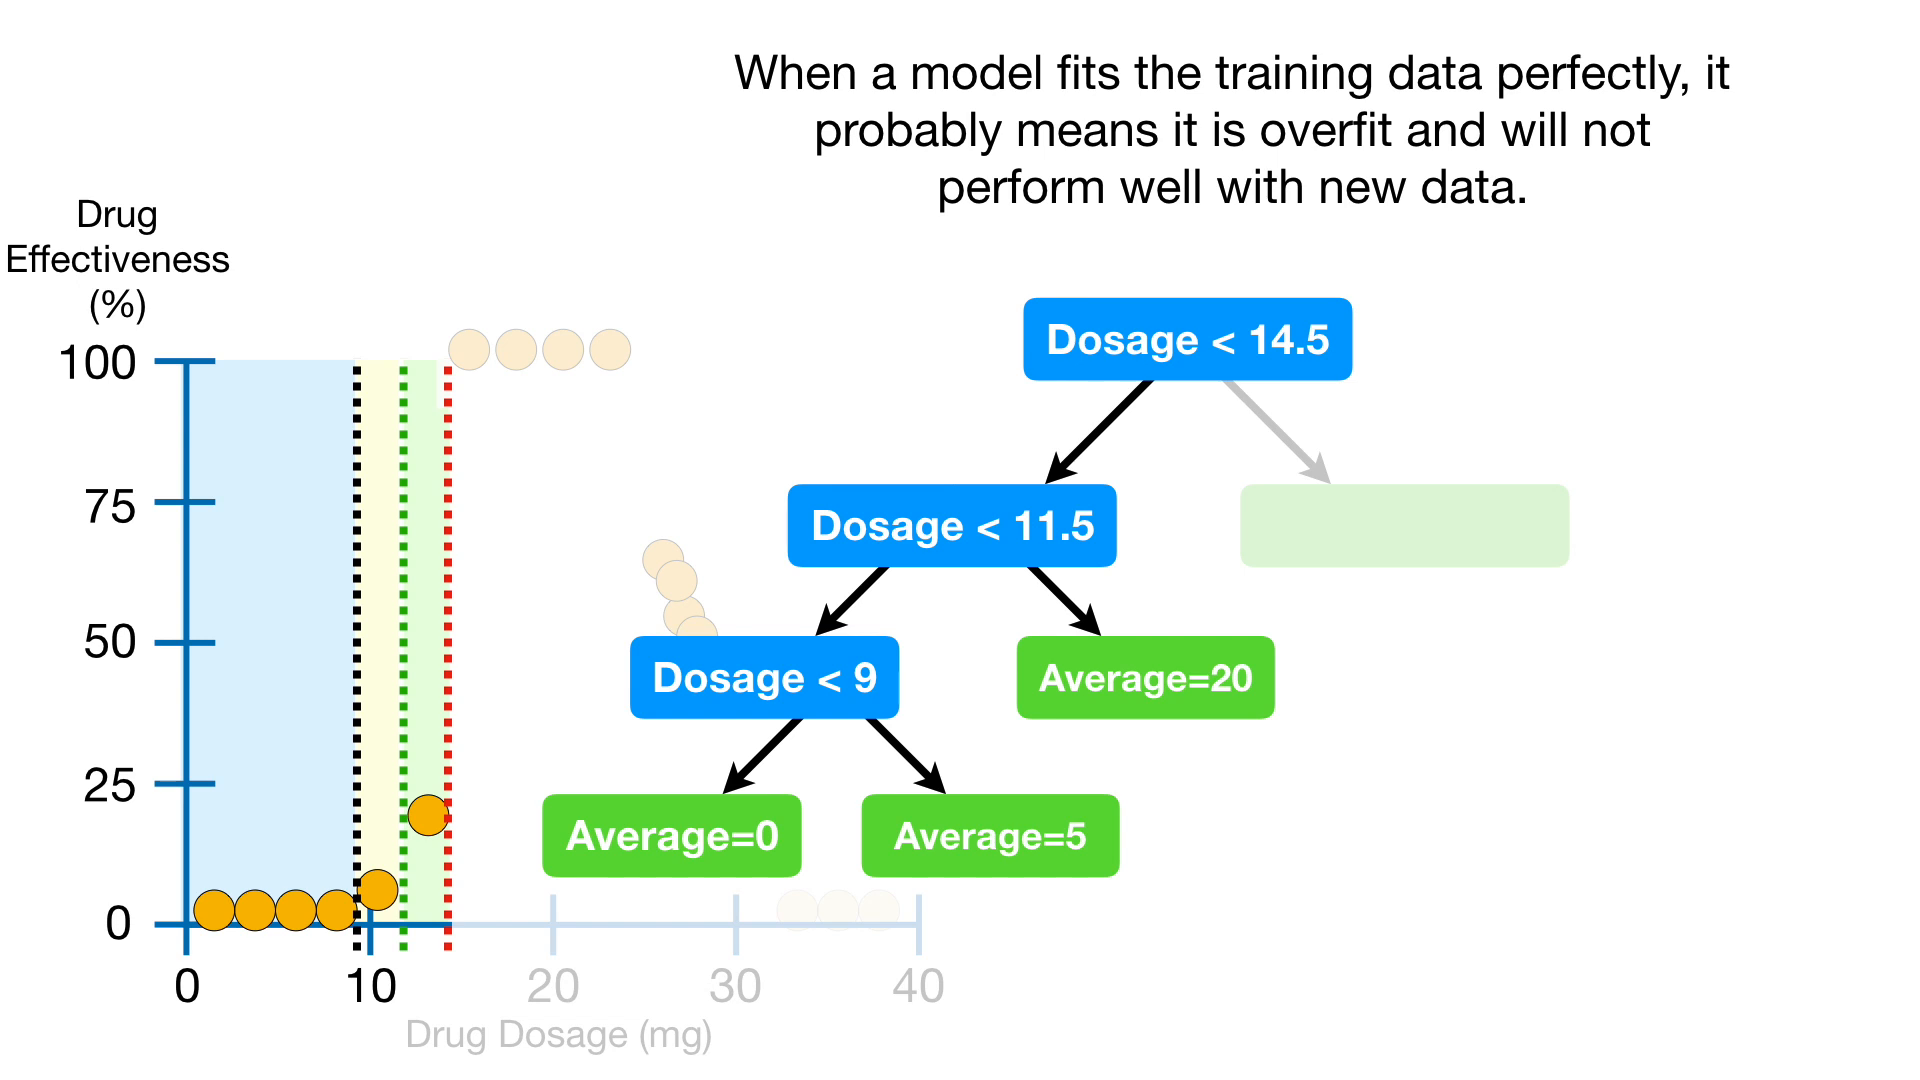 When a model fits the training data perfectly, it
probably means it is overfit and will not
perform well with new data.
Drug
Effectiveness
(%)
100
75
50
25
0
0
10
20
30
40
Drug Dosage (mg)
Dosage < 14.5
Dosage < 11.5
Dosage < 9
Average=20
Average=0
Average=5